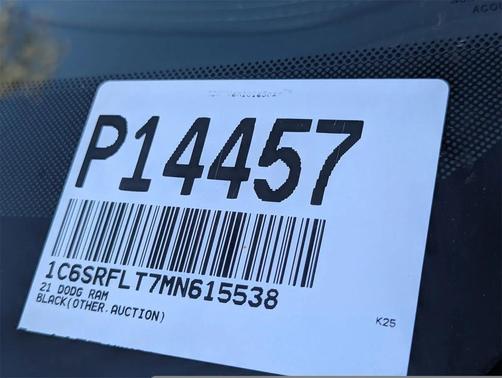 P14457
1C6SRFLT7MN615538
21 DODG RAM
BLACK(OTHER.AUCTION)
K25